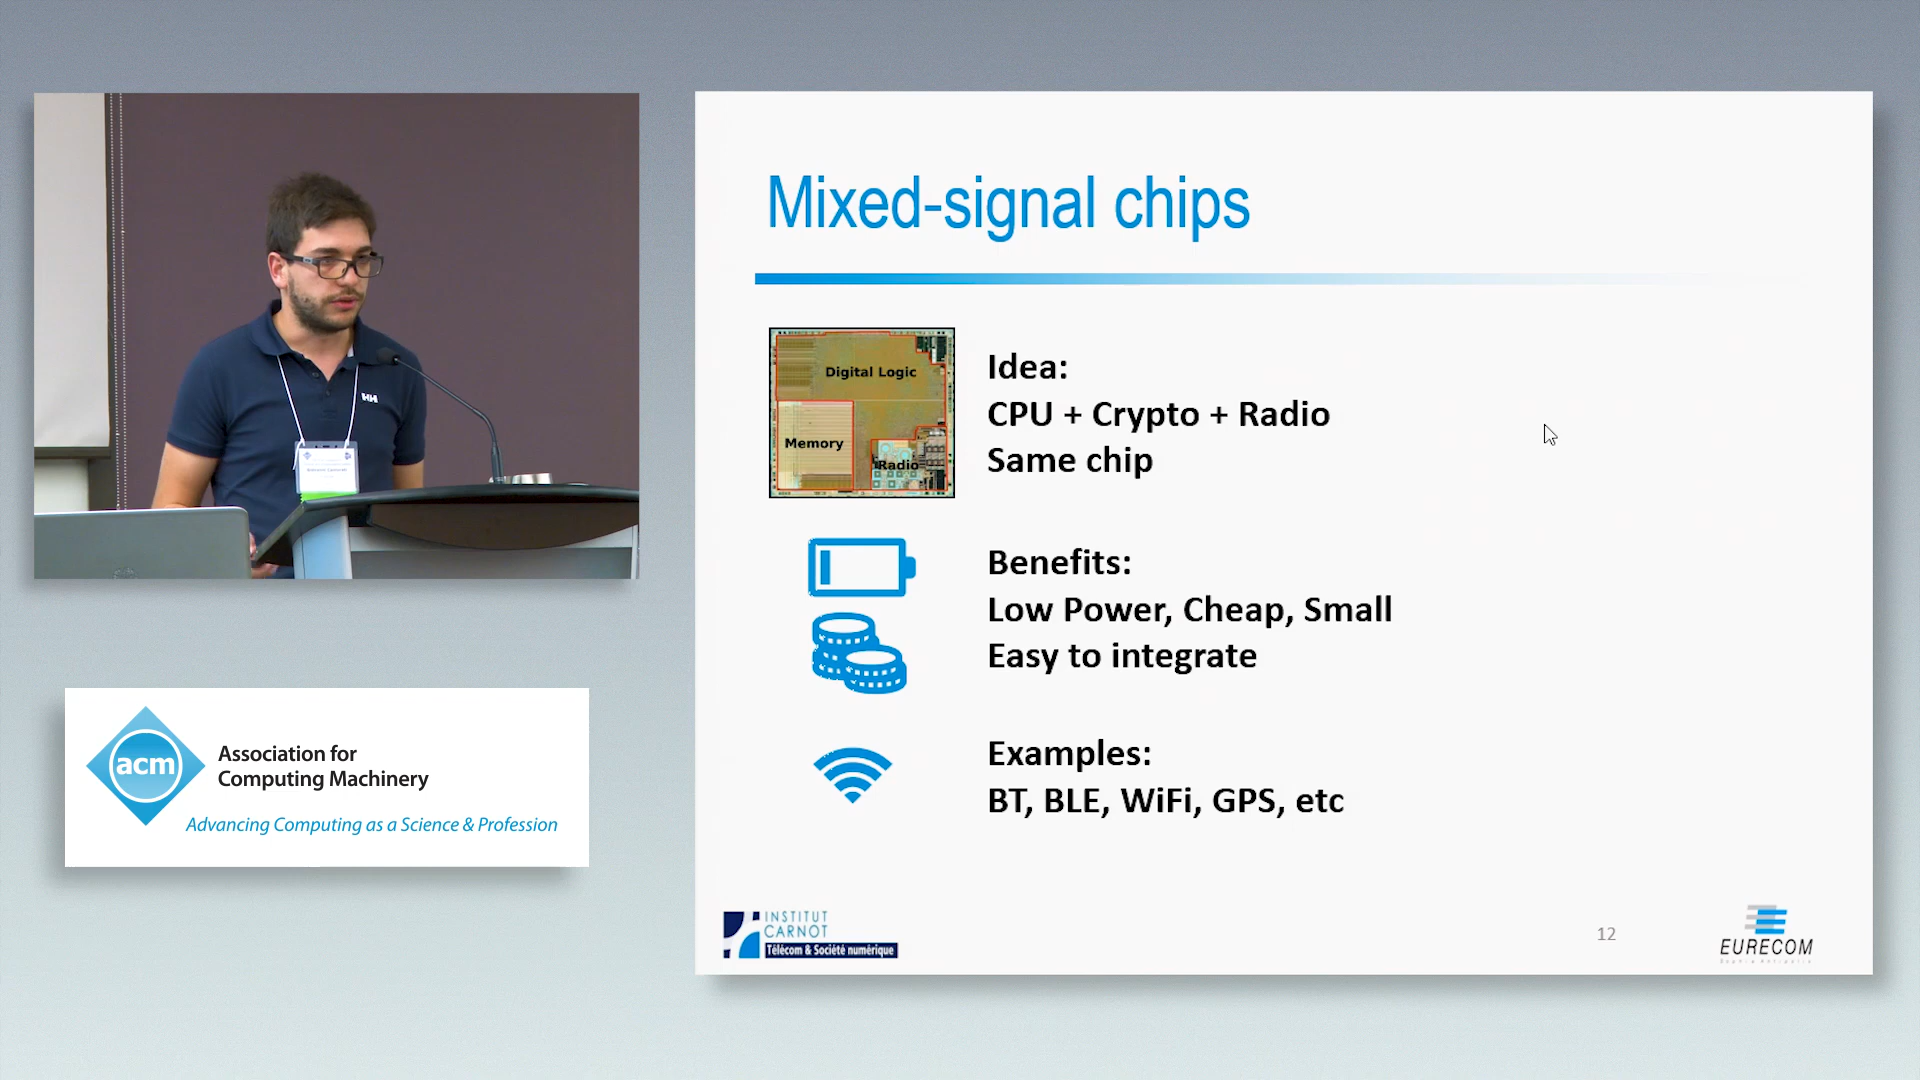 Mixed-signal chips
Digital Logic
Memory
Radio
Idea:
CPU + Crypto + Radio
Same chip
Benefits:
Low Power, Cheap, Small
Easy to integrate
Examples:
BT, BLE, WiFi, GPS, etc
INSTITUT
CARNOT
Télécom & Société numérique
12
EURECOM
HH
acm
Association for
Computing Machinery
Advancing Computing as a Science & Profession